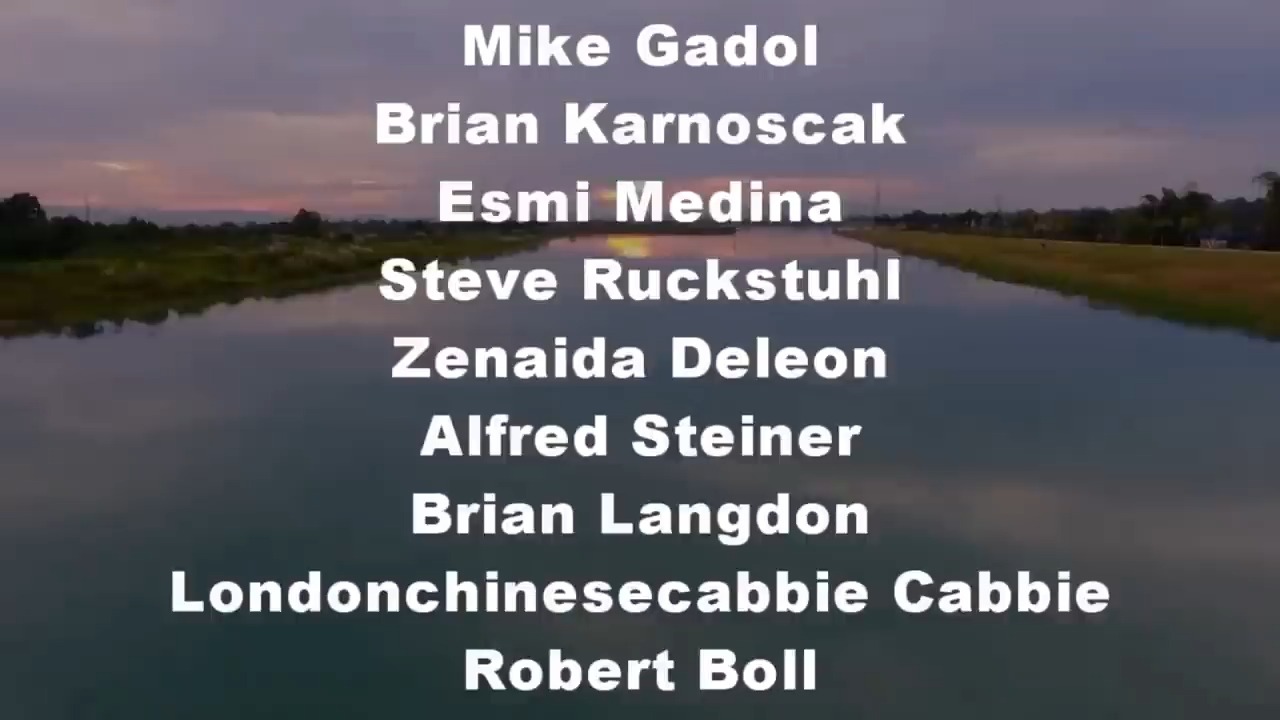 Mike Gadol
Brian Karnoscak
Esmi Medina
Steve Ruckstuhl
Zenaida Deleon
Alfred Steiner
Brian Langdon
Londonchinesecabbie Cabbie
Robert Boll